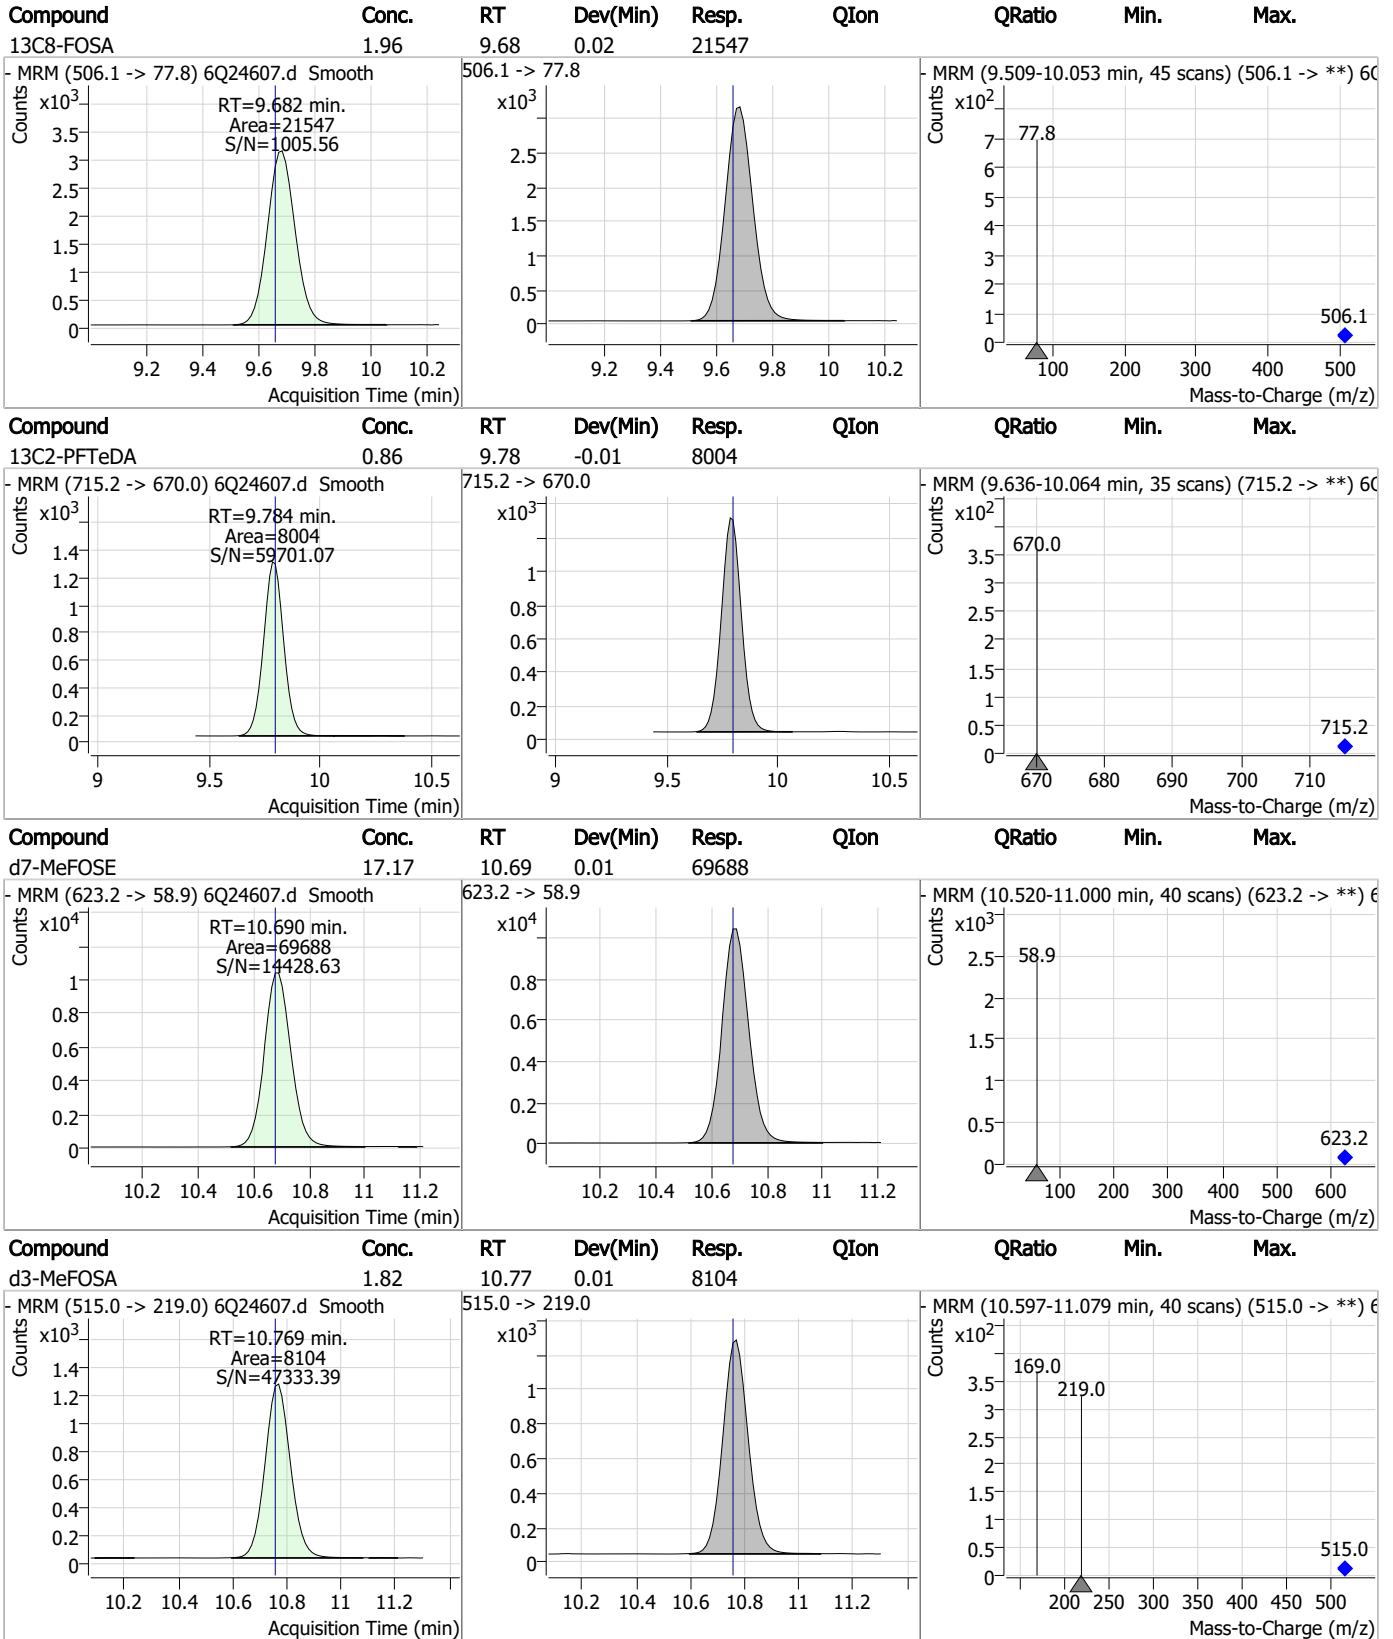 Compound Conc. RT Dev(Min) Resp. QIon QRatio Min. Max.
13C8-FOSA 1.96 9.68 0.02 21547
- MRM (506.1 -> 77.8) 6Q24607.d Smooth
Counts
x10³
RT=9.682 min.
Area=21547
S/N=1005.56
3.5
3
2.5
2
1.5
1
0.5
0
9.2 9.4 9.6 9.8 10 10.2
Acquisition Time (min)
506.1 -> 77.8
x10³
2.5
2
1.5
1
0.5
0
9.2 9.4 9.6 9.8 10 10.2
- MRM (9.509-10.053 min, 45 scans) (506.1 -> **) 6Q
Counts
x10²
77.8
7
6
5
4
3
2
1
0
506.1
100 200 300 400 500
Mass-to-Charge (m/z)
Compound Conc. RT Dev(Min) Resp. QIon QRatio Min. Max.
13C2-PFTeDA 0.86 9.78 -0.01 8004
- MRM (715.2 -> 670.0) 6Q24607.d Smooth
Counts
x10³
RT=9.784 min.
Area=8004
S/N=59701.07
1.4
1.2
1
0.8
0.6
0.4
0.2
0
9 9.5 10 10.5
Acquisition Time (min)
715.2 -> 670.0
x10³
1
0.8
0.6
0.4
0.2
0
9 9.5 10 10.5
- MRM (9.636-10.064 min, 35 scans) (715.2 -> **) 6Q
Counts
x10²
670.0
3.5
3
2.5
2
1.5
1
0.5
0
715.2
670 680 690 700 710
Mass-to-Charge (m/z)
Compound Conc. RT Dev(Min) Resp. QIon QRatio Min. Max.
d7-MeFOSE 17.17 10.69 0.01 69688
- MRM (623.2 -> 58.9) 6Q24607.d Smooth
Counts
x10⁴
RT=10.690 min.
Area=69688
S/N=14428.63
1
0.8
0.6
0.4
0.2
0
10.2 10.4 10.6 10.8 11 11.2
Acquisition Time (min)
623.2 -> 58.9
x10⁴
0.8
0.6
0.4
0.2
0
10.2 10.4 10.6 10.8 11 11.2
- MRM (10.520-11.000 min, 40 scans) (623.2 -> **) 6
Counts
x10³
58.9
2.5
2
1.5
1
0.5
0
623.2
100 200 300 400 500 600
Mass-to-Charge (m/z)
Compound Conc. RT Dev(Min) Resp. QIon QRatio Min. Max.
d3-MeFOSA 1.82 10.77 0.01 8104
- MRM (515.0 -> 219.0) 6Q24607.d Smooth
Counts
x10³
RT=10.769 min.
Area=8104
S/N=47333.39
1.4
1.2
1
0.8
0.6
0.4
0.2
0
10.2 10.4 10.6 10.8 11 11.2
Acquisition Time (min)
515.0 -> 219.0
x10³
1
0.8
0.6
0.4
0.2
0
10.2 10.4 10.6 10.8 11 11.2
- MRM (10.597-11.079 min, 40 scans) (515.0 -> **) 6
Counts
x10²
169.0
219.0
3.5
3
2.5
2
1.5
1
0.5
0
515.0
200 250 300 350 400 450 500
Mass-to-Charge (m/z)